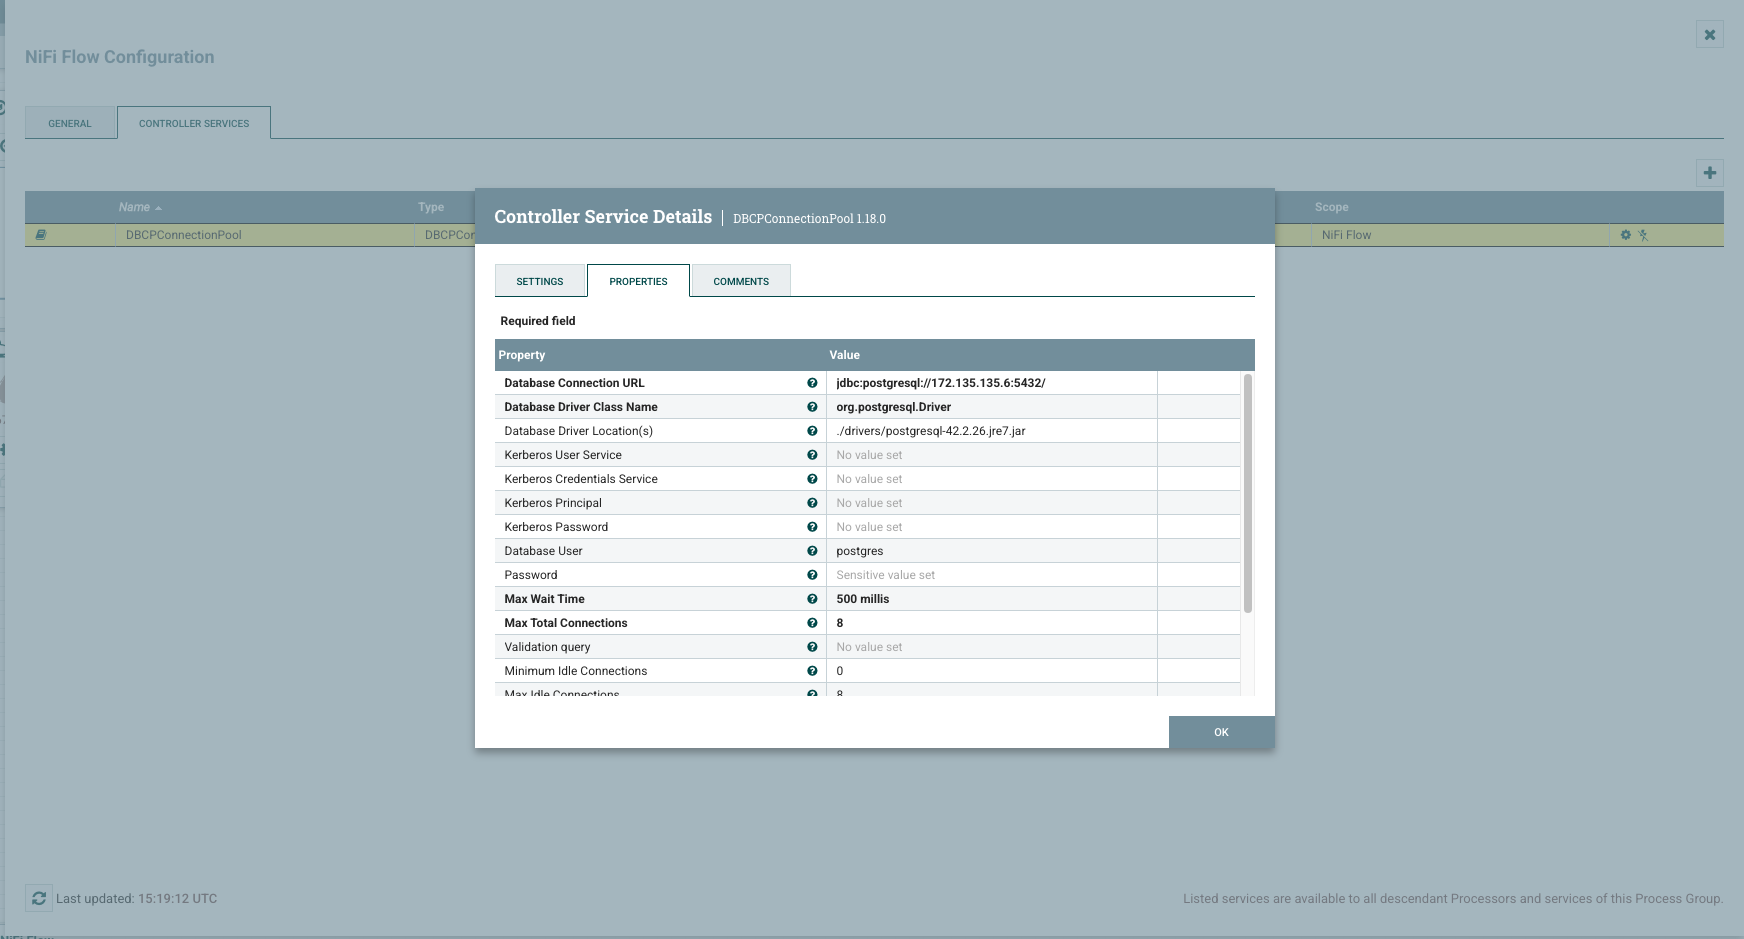 NiFi Flow Configuration
GENERAL
CONTROLLER SERVICES
Name
Type
Scope
DBCPConnectionPool
DBCPCor
NiFi Flow
Controller Service Details
DBCPConnectionPool 1.18.0
SETTINGS
PROPERTIES
COMMENTS
Required field
Property Value
Database Connection URL jdbc:postgresql://172.135.135.6:5432/
Database Driver Class Name org.postgresql.Driver
Database Driver Location(s) ./drivers/postgresql-42.2.26.jre7.jar
Kerberos User Service No value set
Kerberos Credentials Service No value set
Kerberos Principal No value set
Kerberos Password No value set
Database User postgres
Password Sensitive value set
Max Wait Time 500 millis
Max Total Connections 8
Validation query No value set
Minimum Idle Connections 0
Max Idle Connections 8
OK
Last updated: 15:19:12 UTC
Listed services are available to all descendant Processors and services of this Process Group.
NiFi Flow